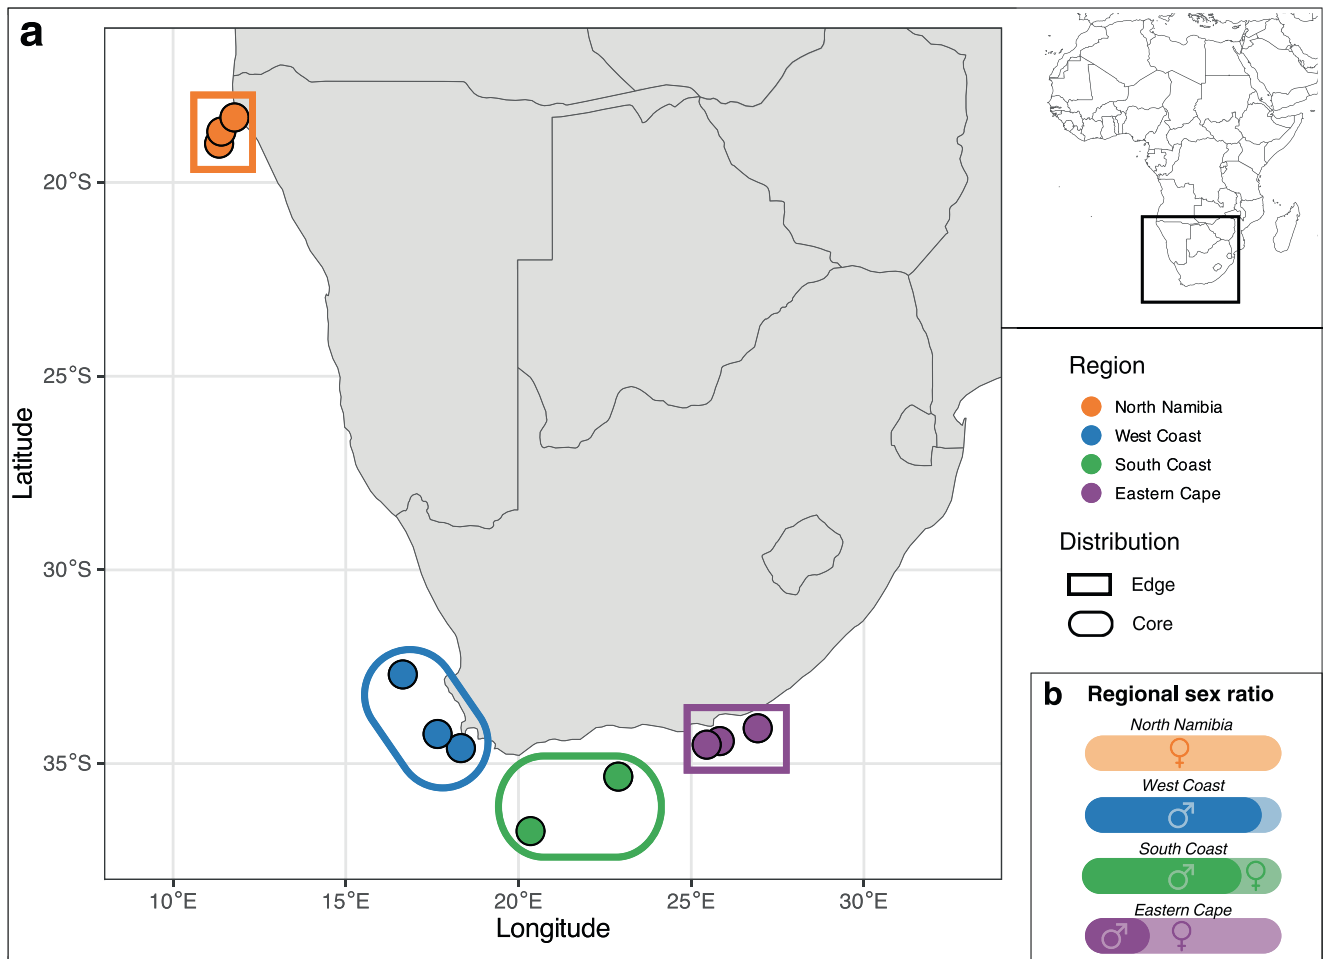 a
20°S
25°S
30°S
35°S
Latitude
10°E
15°E
20°E
25°E
30°E
Longitude
Region
North Namibia
West Coast
South Coast
Eastern Cape
Distribution
Edge
Core
b Regional sex ratio
North Namibia
♀
West Coast
♂
South Coast
♂ ♀
Eastern Cape
♂ ♀